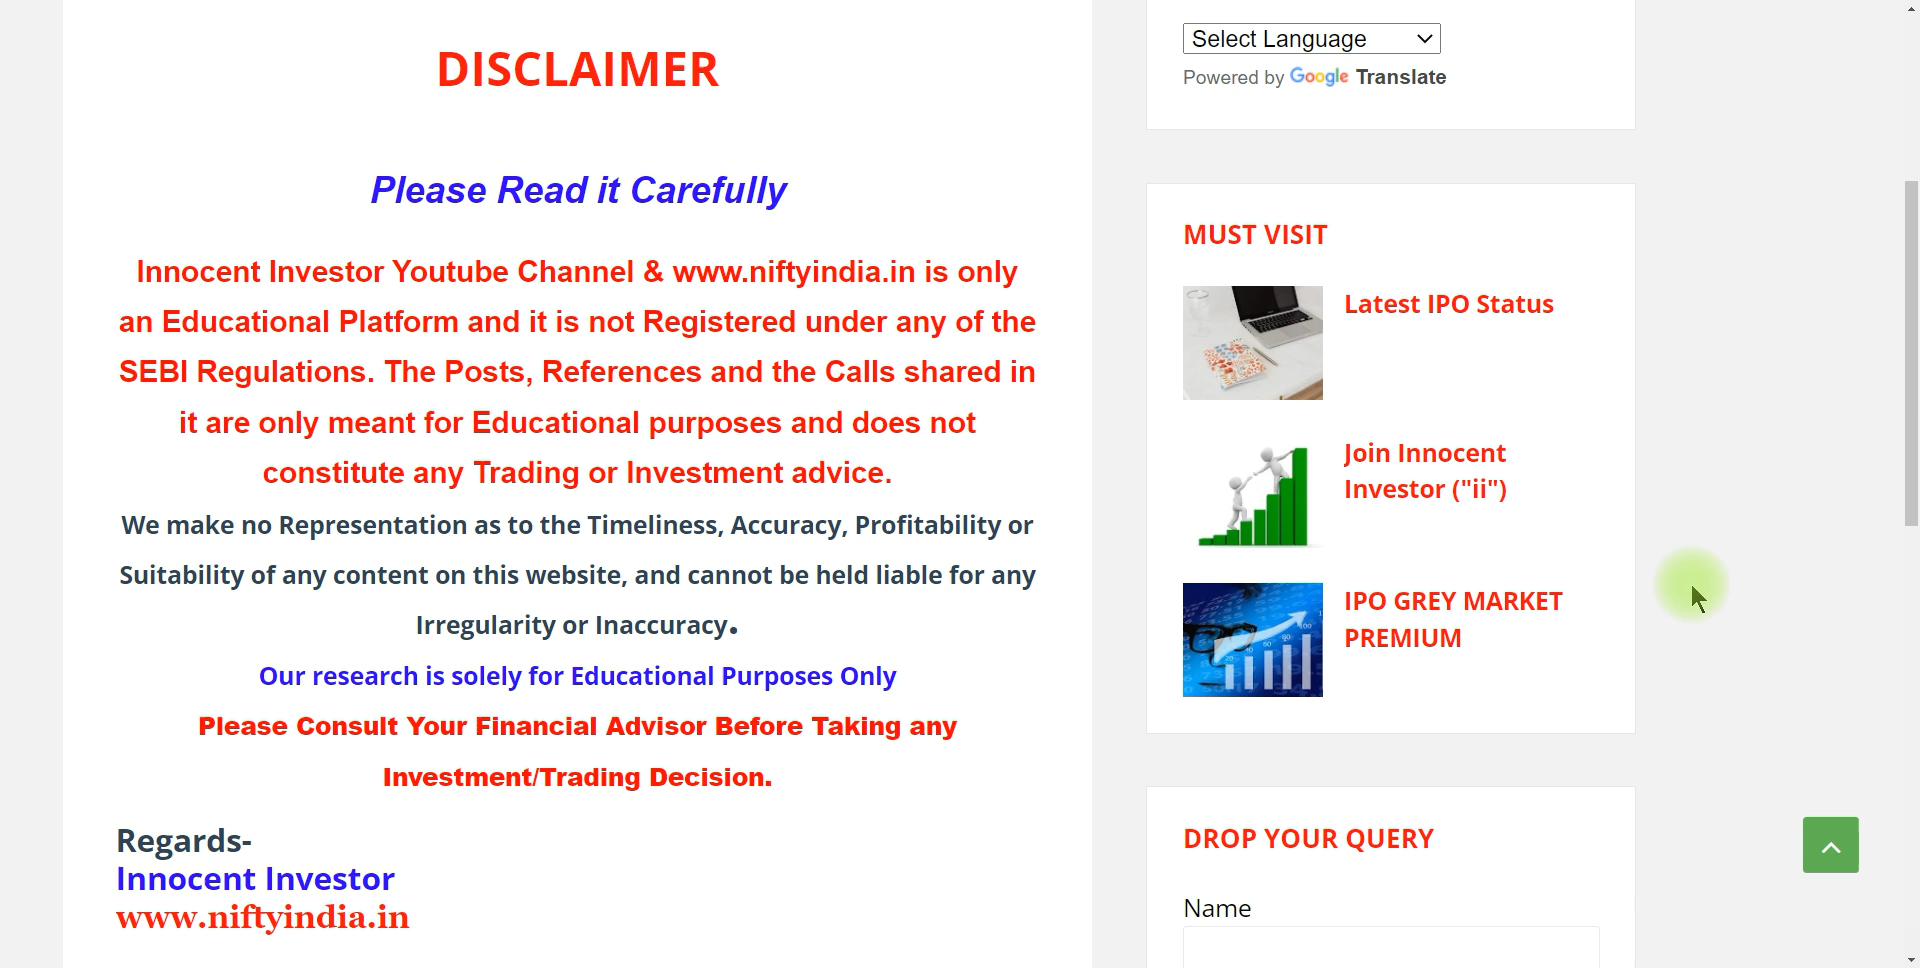 DISCLAIMER
Please Read it Carefully
Innocent Investor Youtube Channel & www.niftyindia.in is only
an Educational Platform and it is not Registered under any of the
SEBI Regulations. The Posts, References and the Calls shared in
it are only meant for Educational purposes and does not
constitute any Trading or Investment advice.
We make no Representation as to the Timeliness, Accuracy, Profitability or
Suitability of any content on this website, and cannot be held liable for any
Irregularity or Inaccuracy.
Our research is solely for Educational Purposes Only
Please Consult Your Financial Advisor Before Taking any
Investment/Trading Decision.
Regards-
Innocent Investor
www.niftyindia.in
Select Language
Powered by Google Translate
MUST VISIT
Latest IPO Status
Join Innocent
Investor ("ii")
IPO GREY MARKET
PREMIUM
20 40 60 80 100
DROP YOUR QUERY
Name